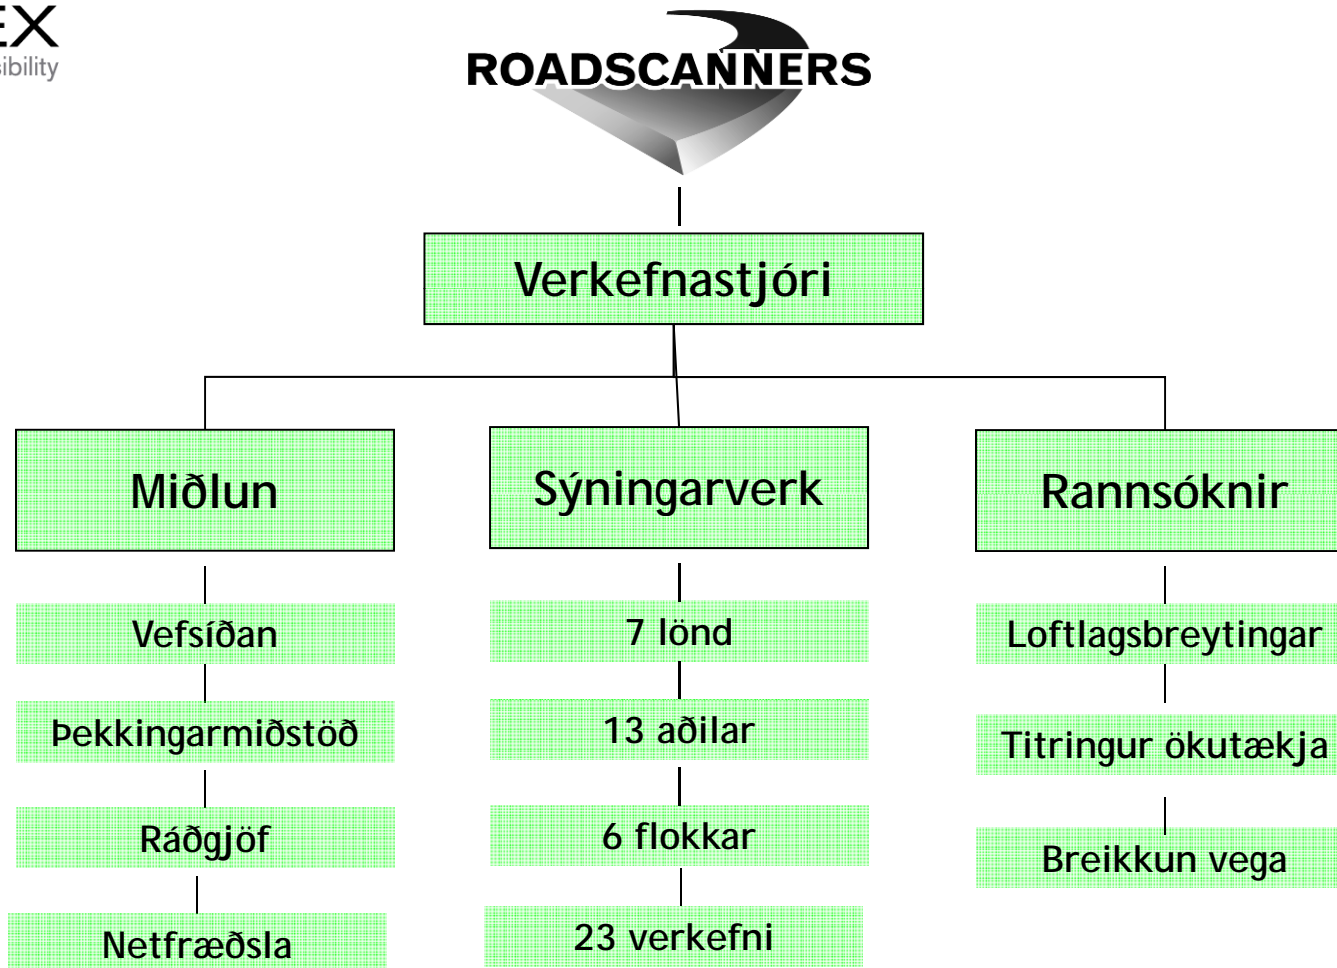 EX
ibility
ROADSCANNERS
Verkefnastjóri
Miðlun
Sýningarverk
Rannsóknir
Vefsíðan
Þekkingarmiðstöð
Ráðgjöf
Netfræðsla
7 lönd
13 aðilar
6 flokkar
23 verkefni
Loftlagsbreytingar
Titringur ökutækja
Breikkun vega